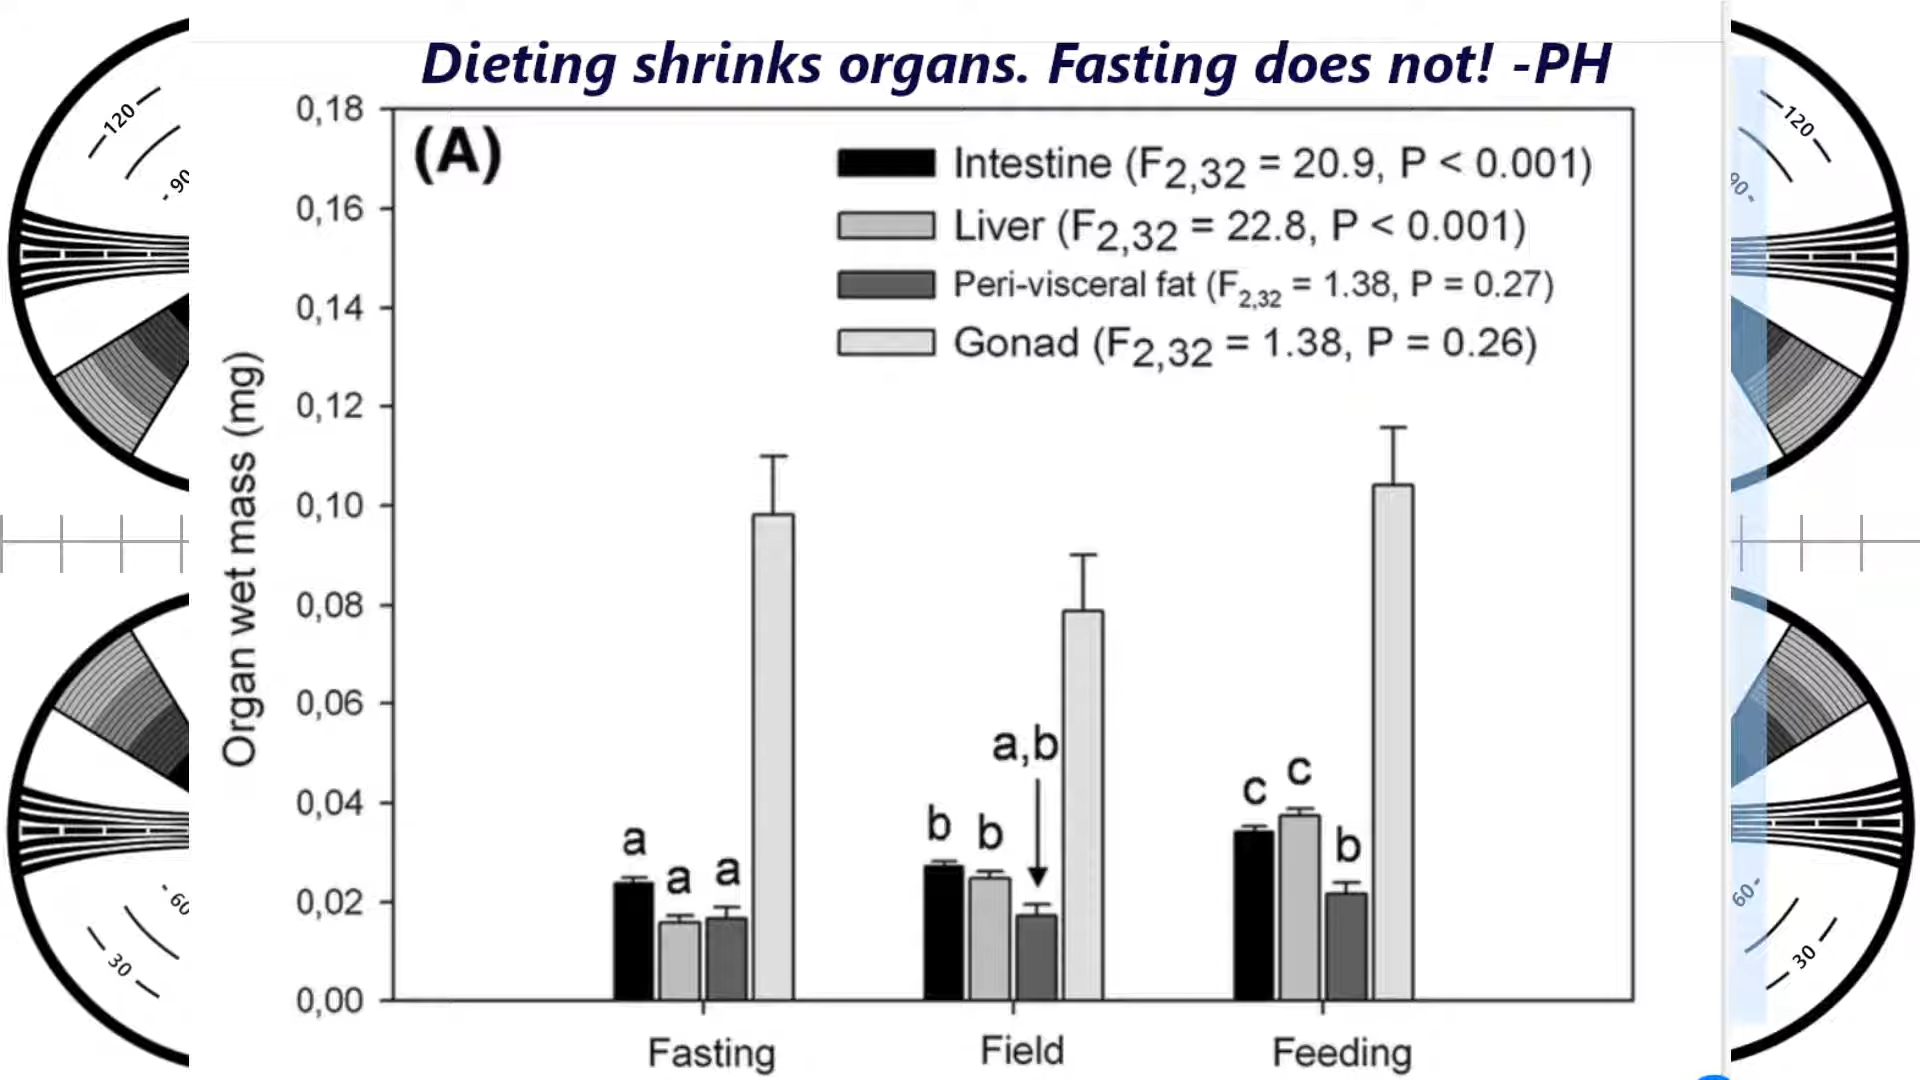 Dieting shrinks organs. Fasting does not! -PH
(A)
Intestine (F2,32 = 20.9, P < 0.001)
Liver (F2,32 = 22.8, P < 0.001)
Peri-visceral fat (F2,32 = 1.38, P = 0.27)
Gonad (F2,32 = 1.38, P = 0.26)
Organ wet mass (mg)
0,18
0,16
0,14
0,12
0,10
0,08
0,06
0,04
0,02
0,00
a
a
a
b
b
a,b
c
c
b
Fasting
Field
Feeding
120
- 90
120
90 -
- 60
30
60 -
30